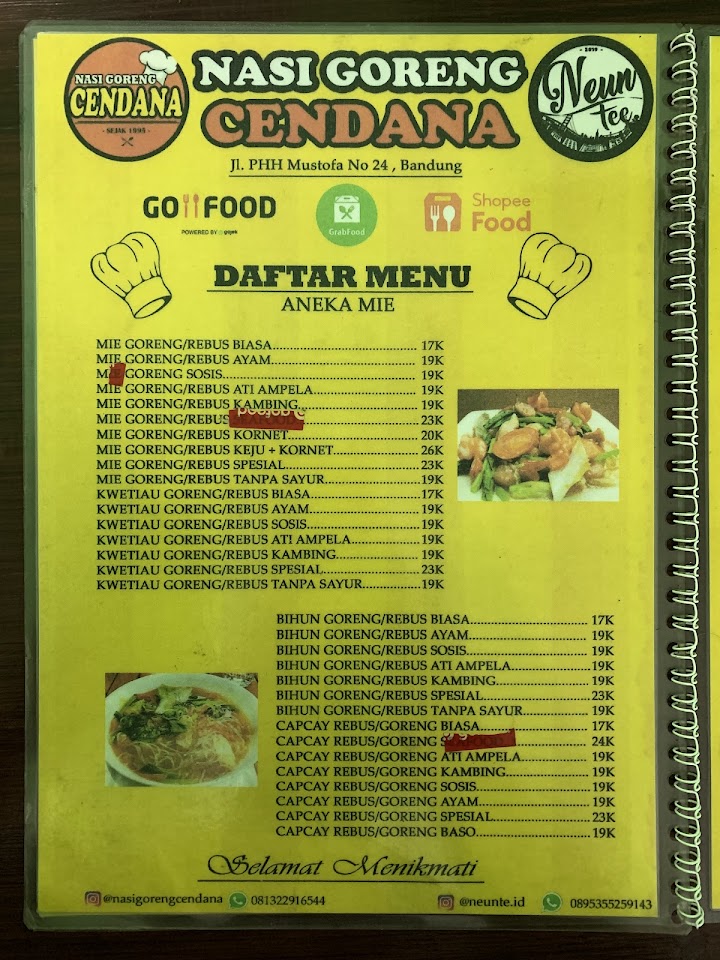 NASI GORENG
CENDANA
- SEJAK 1995 -
NASI GORENG
CENDANA
- 2019 -
Neun
tee
Jl. PHH Mustofa No 24 , Bandung
GO FOOD
POWERED BY gojek
GrabFood
Shopee
Food
DAFTAR MENU
ANEKA MIE
MIE GORENG/REBUS BIASA 17K
MIE GORENG/REBUS AYAM 19K
GORENG SOSIS 19K
MIE GORENG/REBUS ATI AMPELA 19K
MIE GORENG/REBUS KAMBING 19K
MIE GORENG/REBUS 23K
MIE GORENG/REBUS KORNET 20K
MIE GORENG/REBUS KEJU + KORNET 26K
MIE GORENG/REBUS SPESIAL 23K
MIE GORENG/REBUS TANPA SAYUR 19K
KWETIAU GORENG/REBUS BIASA 17K
KWETIAU GORENG/REBUS AYAM 19K
KWETIAU GORENG/REBUS SOSIS 19K
KWETIAU GORENG/REBUS ATI AMPELA 19K
KWETIAU GORENG/REBUS KAMBING 19K
KWETIAU GORENG/REBUS SPESIAL 23K
KWETIAU GORENG/REBUS TANPA SAYUR 19K
BIHUN GORENG/REBUS BIASA 17K
BIHUN GORENG/REBUS AYAM 19K
BIHUN GORENG/REBUS SOSIS 19K
BIHUN GORENG/REBUS ATI AMPELA 19K
BIHUN GORENG/REBUS KAMBING 19K
BIHUN GORENG/REBUS SPESIAL 23K
BIHUN GORENG/REBUS TANPA SAYUR 19K
CAPCAY REBUS/GORENG BIASA 17K
CAPCAY REBUS/GORENG 24K
CAPCAY REBUS/GORENG ATI AMPELA 19K
CAPCAY REBUS/GORENG KAMBING 19K
CAPCAY REBUS/GORENG SOSIS 19K
CAPCAY REBUS/GORENG AYAM 19K
CAPCAY REBUS/GORENG SPESIAL 23K
CAPCAY REBUS/GORENG BASO 19K
Selamat Menikmati
@nasigorengcendana 081322916544 @neunte.id 0895355259143